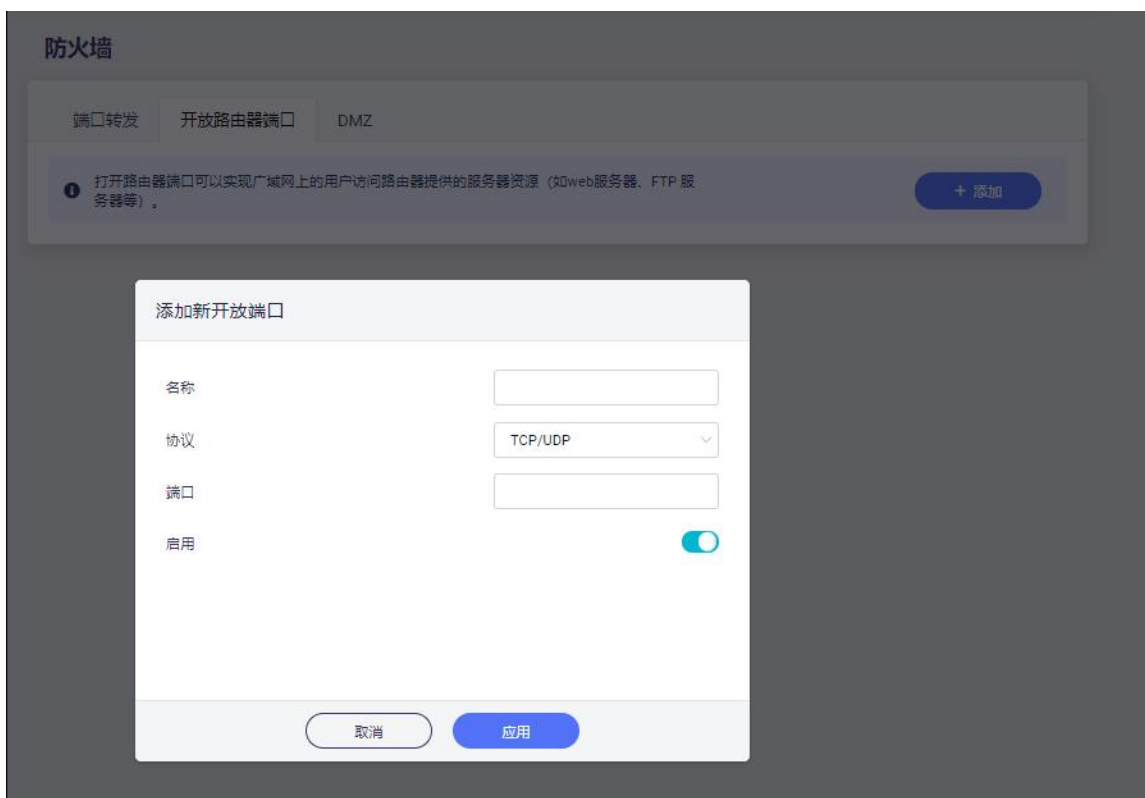 防火墙
端口转发 开放路由器端口 DMZ
打开路由器端口可以实现广域网上的用户访问路由器提供的服务器资源（如web服务器、FTP 服
务器等）。
+ 添加
添加新开放端口
名称
协议 TCP/UDP
端口
启用
取消 应用